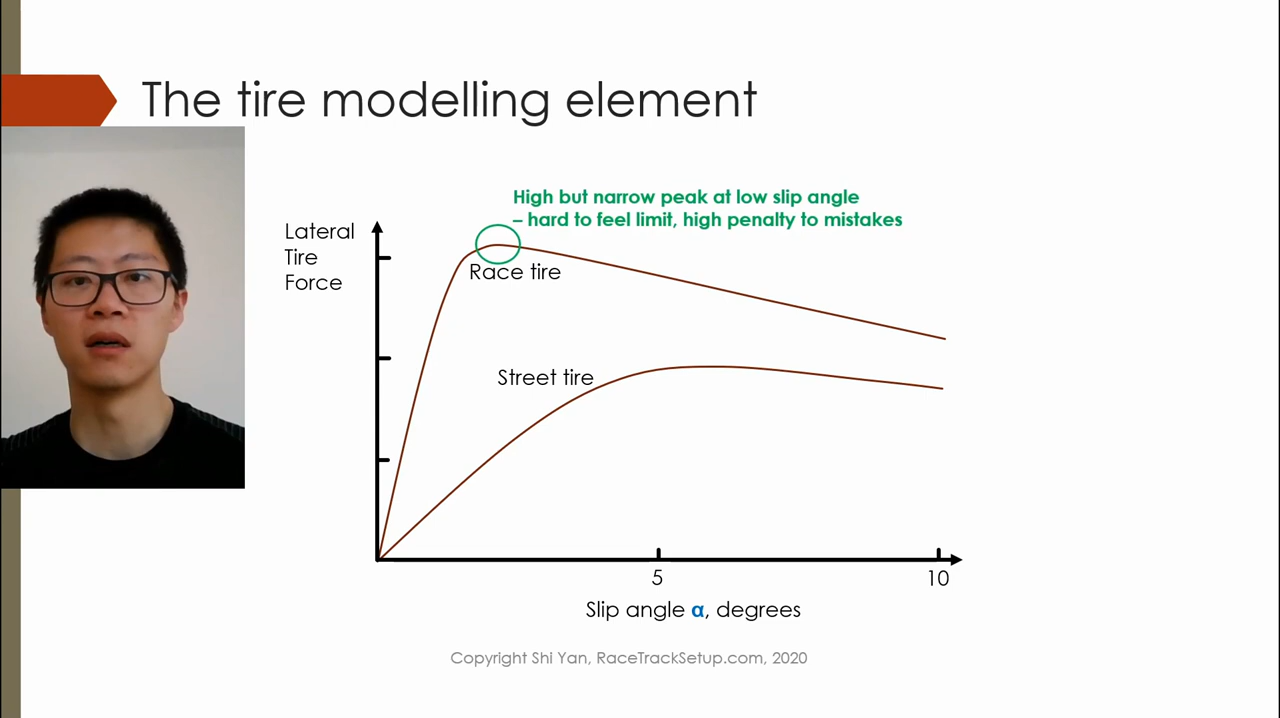 The tire modelling element
High but narrow peak at low slip angle
– hard to feel limit, high penalty to mistakes
Lateral
Tire
Force
Race tire
Street tire
5
10
Slip angle α, degrees
Copyright Shi Yan, RaceTrackSetup.com, 2020